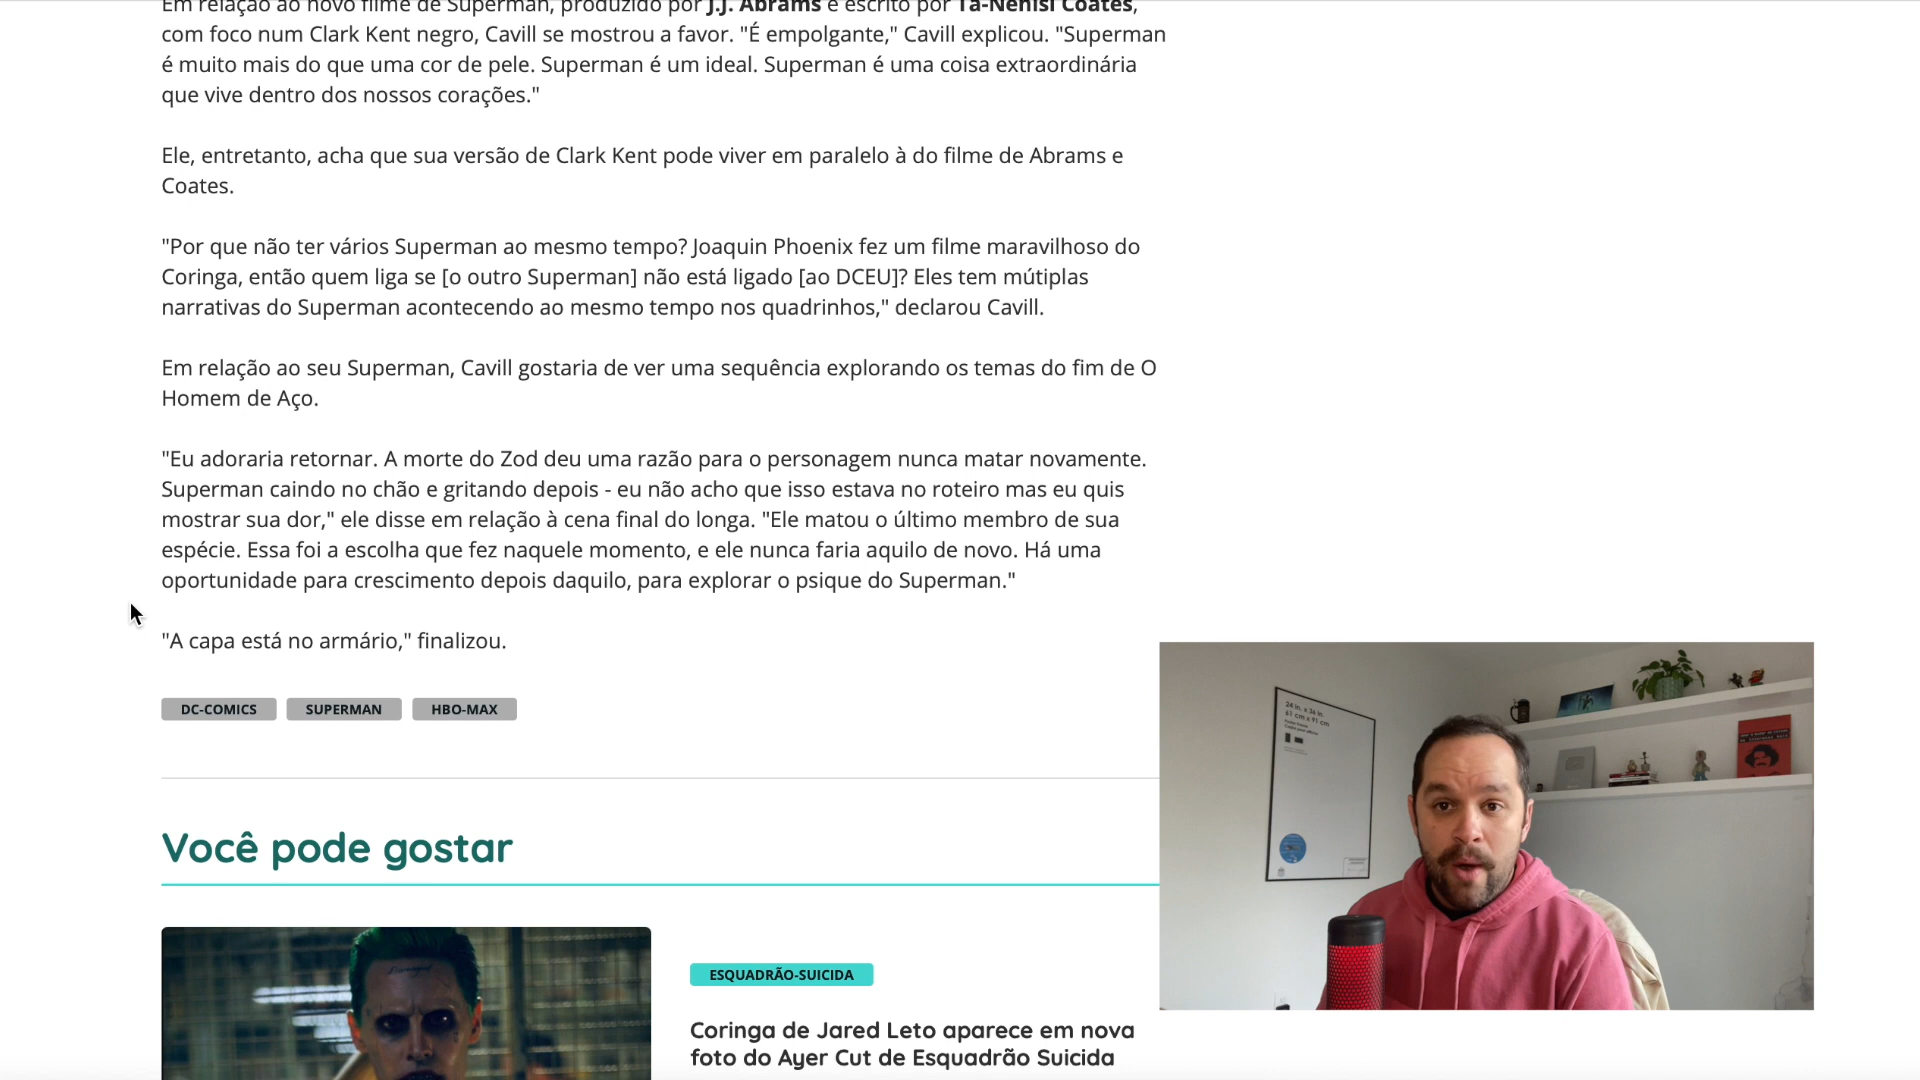 Em relação ao novo filme de Superman, produzido por J.J. Abrams e escrito por Ta-Nehisi Coates,
com foco num Clark Kent negro, Cavill se mostrou a favor. "É empolgante," Cavill explicou. "Superman
é muito mais do que uma cor de pele. Superman é um ideal. Superman é uma coisa extraordinária
que vive dentro dos nossos corações."
Ele, entretanto, acha que sua versão de Clark Kent pode viver em paralelo à do filme de Abrams e
Coates.
"Por que não ter vários Superman ao mesmo tempo? Joaquin Phoenix fez um filme maravilhoso do
Coringa, então quem liga se [o outro Superman] não está ligado [ao DCEU]? Eles tem mútiplas
narrativas do Superman acontecendo ao mesmo tempo nos quadrinhos," declarou Cavill.
Em relação ao seu Superman, Cavill gostaria de ver uma sequência explorando os temas do fim de O
Homem de Aço.
"Eu adoraria retornar. A morte do Zod deu uma razão para o personagem nunca matar novamente.
Superman caindo no chão e gritando depois - eu não acho que isso estava no roteiro mas eu quis
mostrar sua dor," ele disse em relação à cena final do longa. "Ele matou o último membro de sua
espécie. Essa foi a escolha que fez naquele momento, e ele nunca faria aquilo de novo. Há uma
oportunidade para crescimento depois daquilo, para explorar o psique do Superman."
"A capa está no armário," finalizou.
DC-COMICS SUPERMAN HBO-MAX
Você pode gostar
ESQUADRÃO-SUICIDA
Coringa de Jared Leto aparece em nova
foto do Ayer Cut de Esquadrão Suicida
24 in. x 36 in.
61 cm x 91 cm